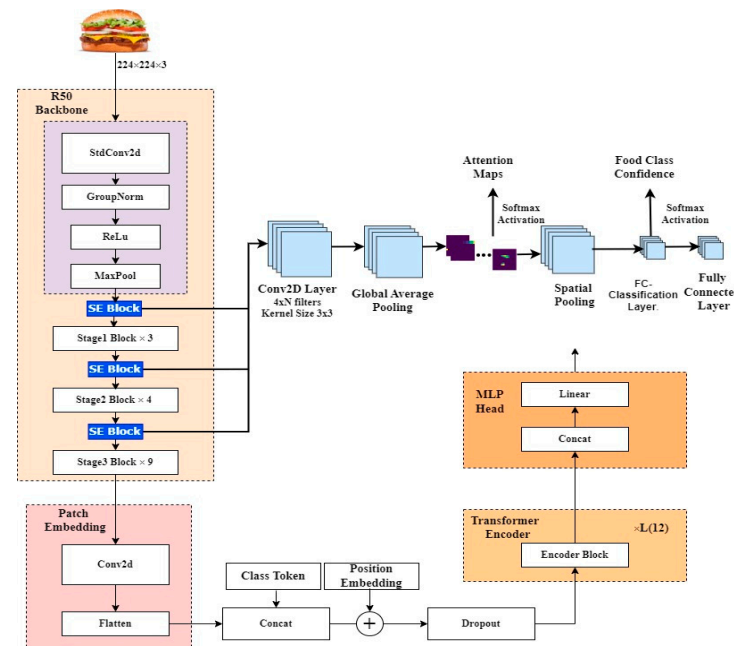 224×224×3
R50
Backbone
StdConv2d
GroupNorm
ReLu
MaxPool
SE Block
Stage1 Block × 3
SE Block
Stage2 Block × 4
SE Block
Stage3 Block × 9
Conv2D Layer
4xN filters
Kernel Size 3x3
Global Average
Pooling
Attention
Maps
Softmax
Activation
Spatial
Pooling
Food Class
Confidence
Softmax
Activation
FC-
Classification
Layer.
Fully
Connecte
Layer
MLP
Head
Linear
Concat
Transformer
Encoder
×L(12)
Encoder Block
Patch
Embedding
Conv2d
Flatten
Class Token
Position
Embedding
Concat
+
Dropout